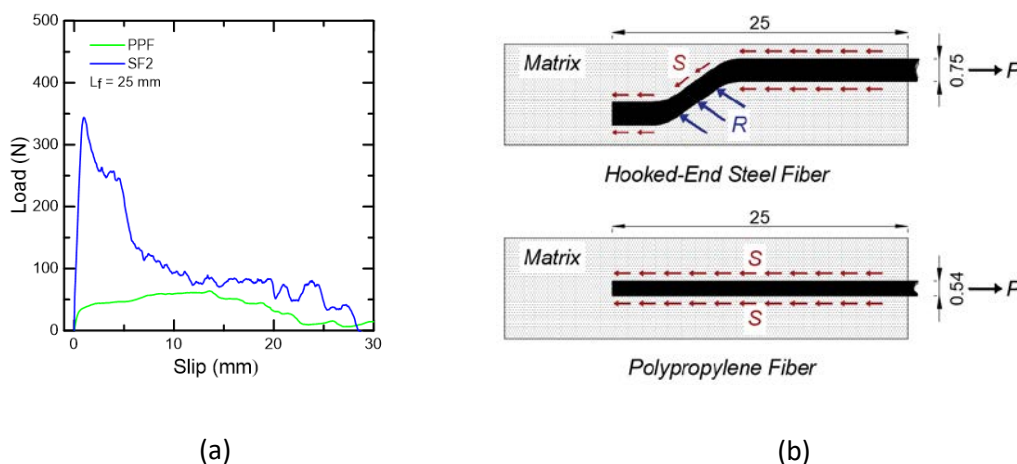 500
400
300
200
100
0
Load (N)
PPF
SF2
L_f = 25 mm
0
10
20
30
Slip (mm)
(a)
25
Matrix
S
R
0.75
P
Hooked-End Steel Fiber
25
Matrix
S
S
0.54
P
Polypropylene Fiber
(b)